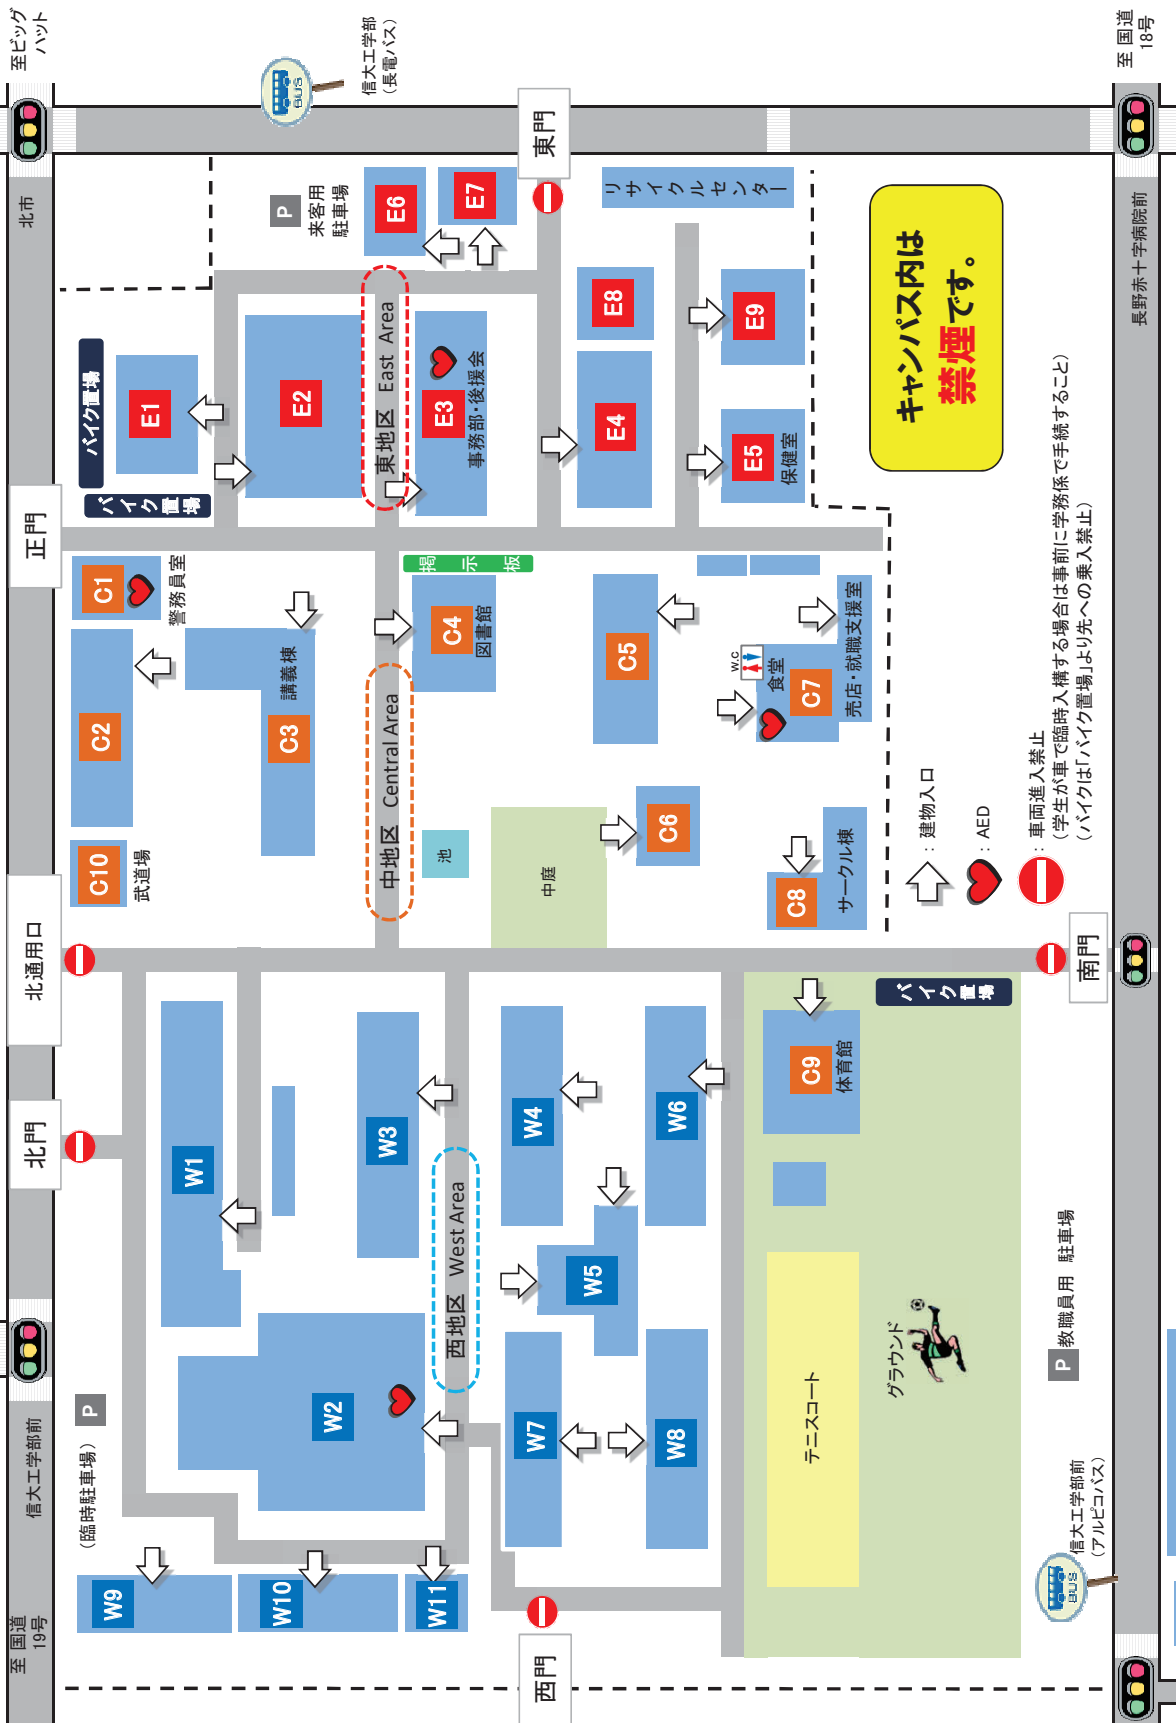 至 国道
19号
信大工学部前
北市
至ビッグ
ハット
北門
北通用口
正門
(臨時駐車場)
P
W9
W10
W11
W1
W2
W3
W4
W5
W6
W7
W8
西地区 West Area
西門
C10
武道場
C2
C1
警務員室
C3
講義棟
中地区 Central Area
池
中庭
C4
図書館
掲示板
C5
C6
w.c
食堂
C7
売店・就職支援室
C8
サークル棟
C9
体育館
バイク置場
バイク置場
バイク置場
E1
E2
東地区 East Area
E3
事務部・後援会
P
来客用
駐車場
E6
E7
東門
E4
E8
E5
保健室
E9
リサイクルセンター
BUS
信大工学部
(長電バス)
キャンパス内は
禁煙です。
テニスコート
グラウンド
P
教職員用 駐車場
BUS
信大工学部前
(アルピコバス)
南門
:建物入口
:AED
:車両進入禁止
(学生が車で臨時入構する場合は事前に学務係で手続すること)
(バイクは「バイク置場」より先への乗入禁止)
長野赤十字病院前
至 国道
18号